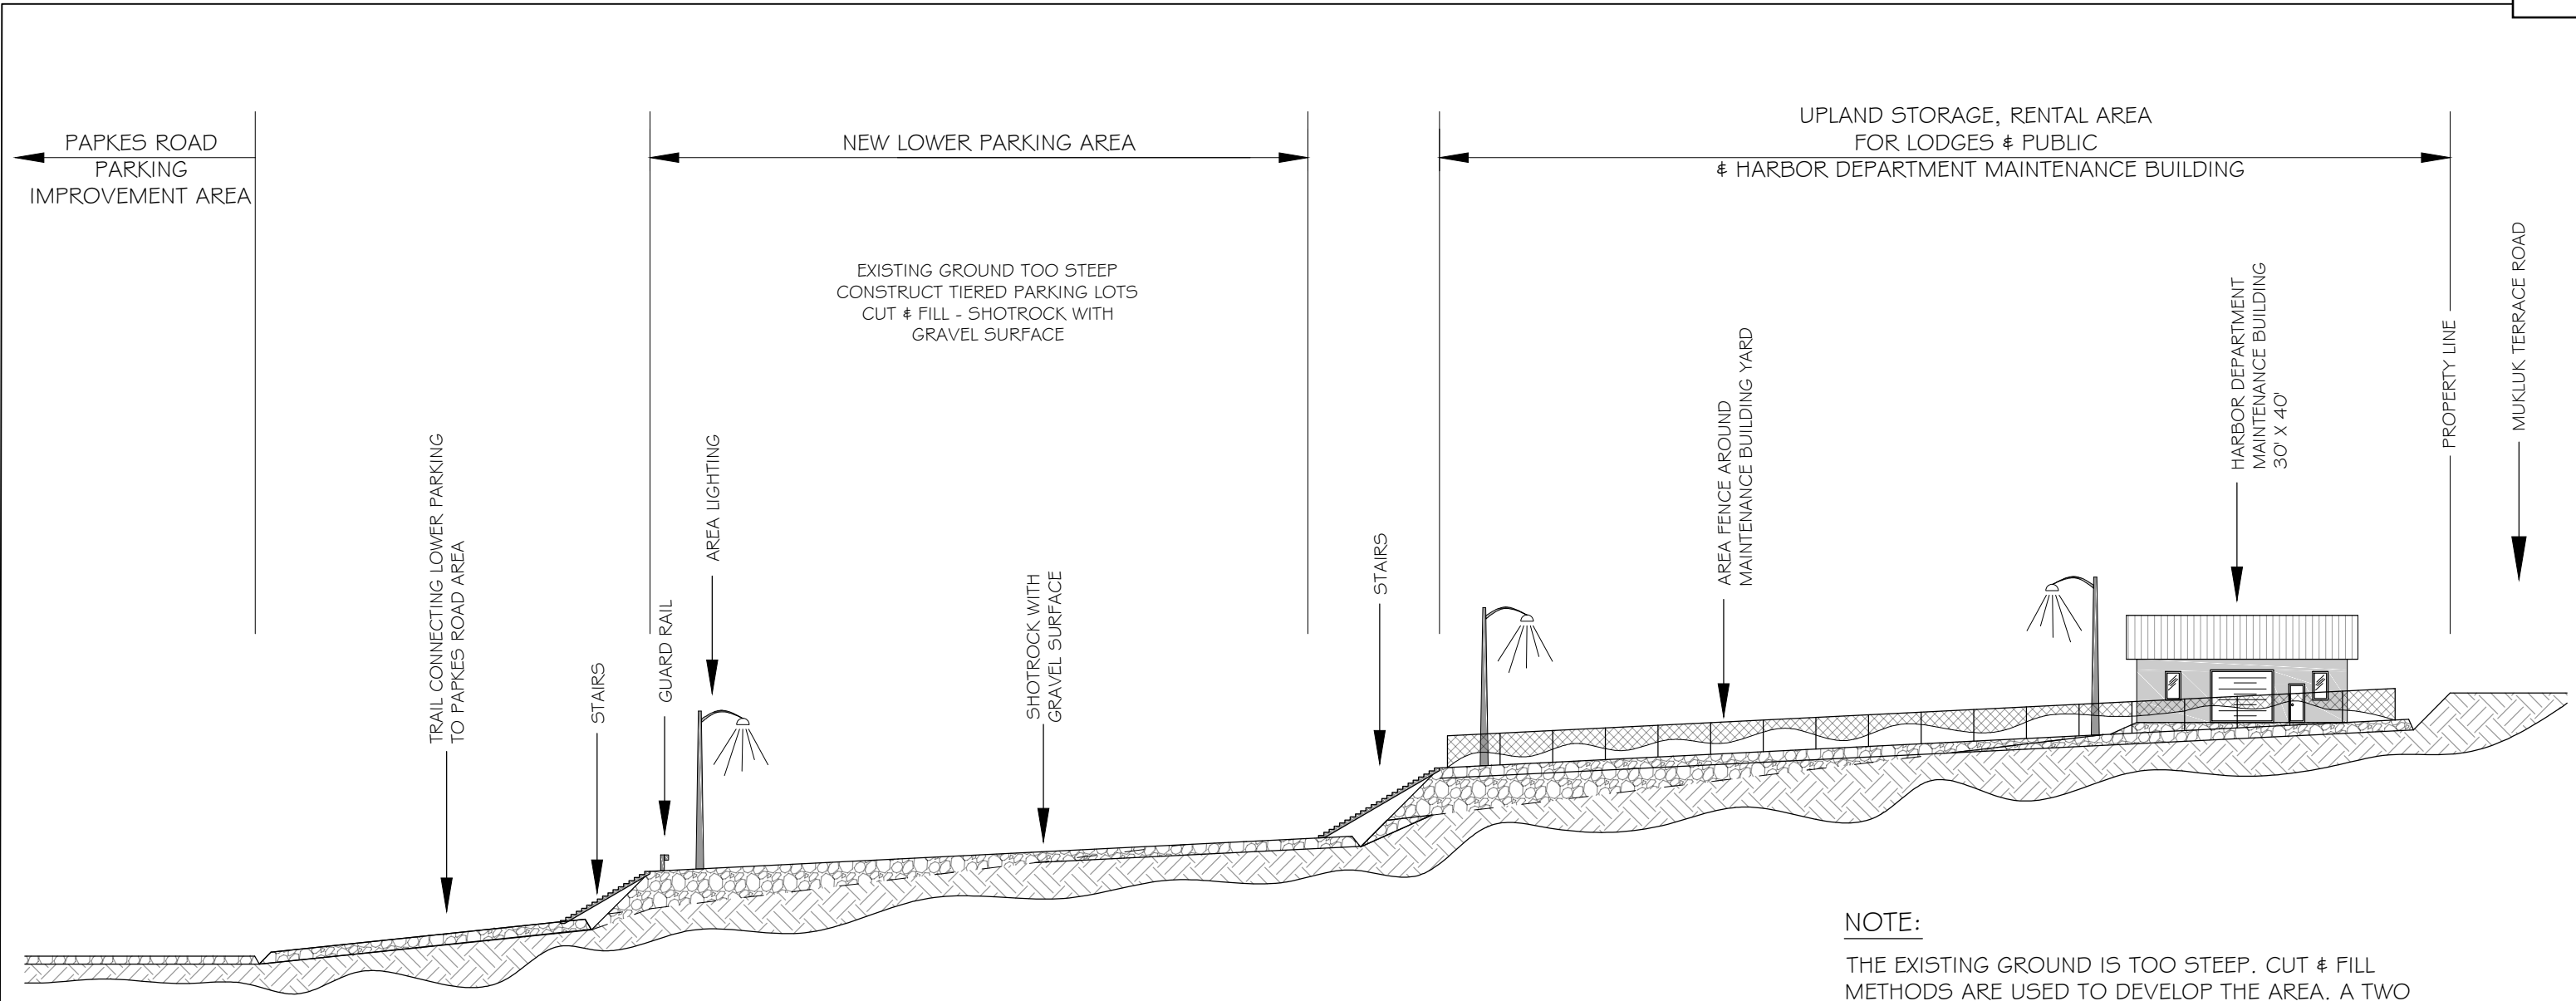 PAPKES ROAD
PARKING
IMPROVEMENT AREA
NEW LOWER PARKING AREA
UPLAND STORAGE, RENTAL AREA
FOR LODGES & PUBLIC
& HARBOR DEPARTMENT MAINTENANCE BUILDING
EXISTING GROUND TOO STEEP
CONSTRUCT TIERED PARKING LOTS
CUT & FILL - SHOTROCK WITH
GRAVEL SURFACE
TRAIL CONNECTING LOWER PARKING
TO PAPKES ROAD AREA
STAIRS
GUARD RAIL
AREA LIGHTING
SHOTROCK WITH
GRAVEL SURFACE
STAIRS
AREA FENCE AROUND
MAINTENANCE BUILDING YARD
HARBOR DEPARTMENT
MAINTENANCE BUILDING
30' X 40'
PROPERTY LINE
MUKLUK TERRACE ROAD
NOTE:
THE EXISTING GROUND IS TOO STEEP. CUT & FILL
METHODS ARE USED TO DEVELOP THE AREA. A TWO